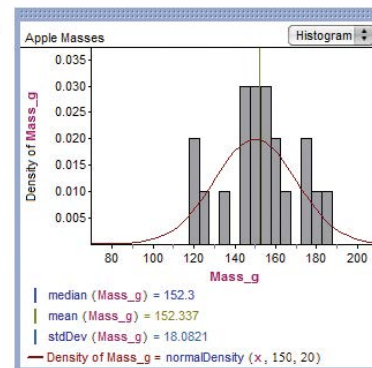 Apple Masses
Histogram
0.035
0.030
0.025
0.020
0.015
0.010
0.005
Density of Mass_g
80 100 120 140 160 180 200
Mass_g
median (Mass_g) = 152.3
mean (Mass_g) = 152.337
stdDev (Mass_g) = 18.0821
Density of Mass_g = normalDensity (x, 150, 20)